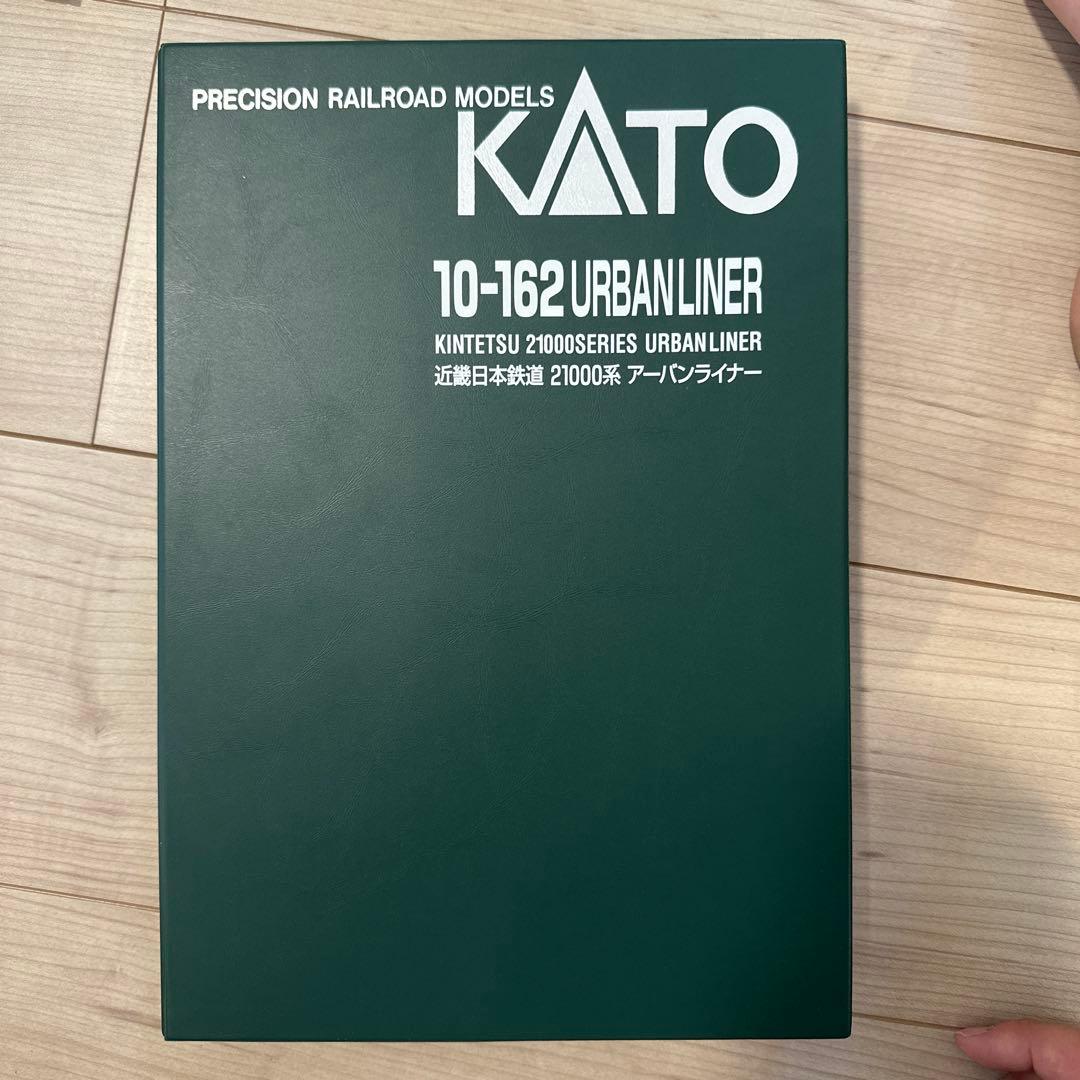 PRECISION RAILROAD MODELS
KATO
10-162 URBAN LINER
KINTETSU 21000SERIES URBAN LINER
近畿日本鉄道 21000系 アーバンライナー